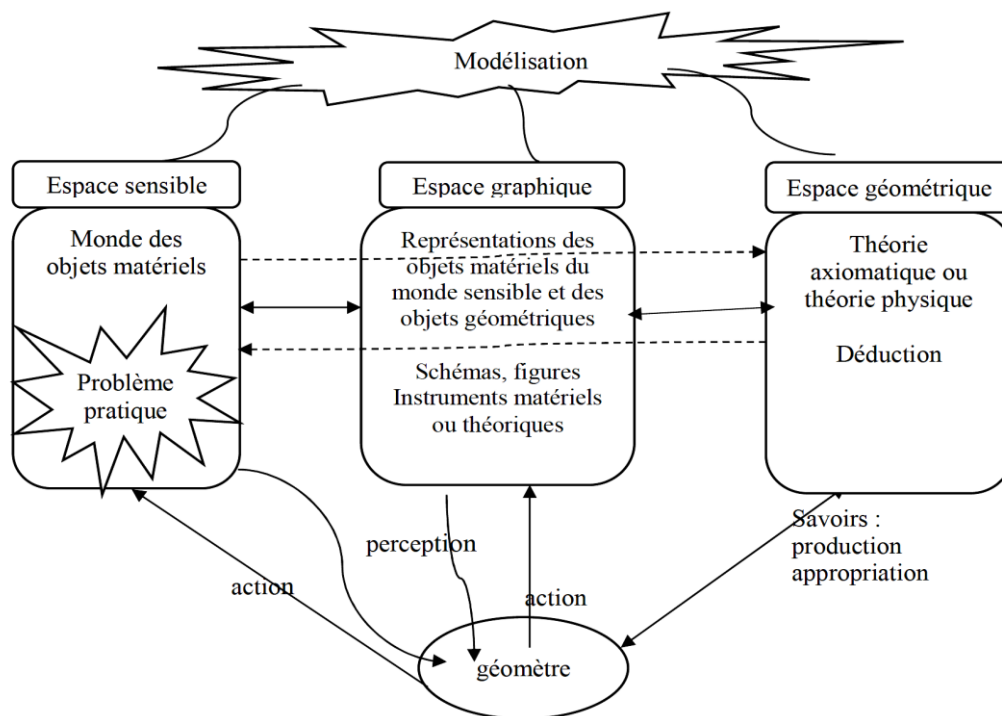 Modélisation
Espace sensible
Espace graphique
Espace géométrique
Monde des
objets matériels
Problème
pratique
Représentations des
objets matériels du
monde sensible et des
objets géométriques
Schémas, figures
Instruments matériels
ou théoriques
Théorie
axiomatique ou
théorie physique
Déduction
action
perception
action
Savoirs :
production
appropriation
géomètre